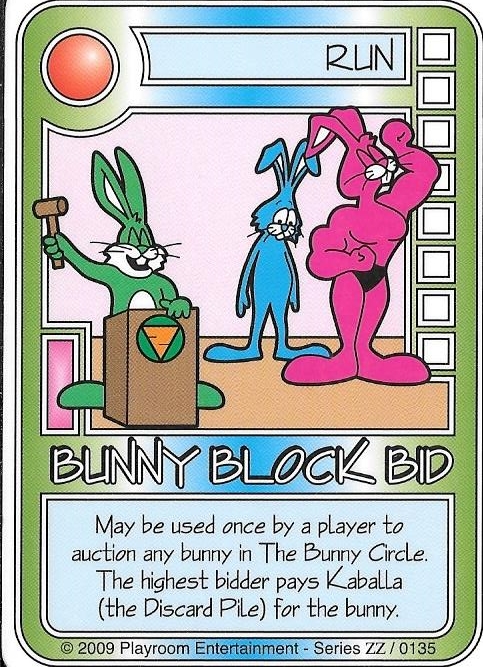 RUN
BUNNY BLOCK BID
May be used once by a player to
auction any bunny in The Bunny Circle.
The highest bidder pays Kaballa
(the Discard Pile) for the bunny.
© 2009 Playroom Entertainment - Series ZZ / 0135